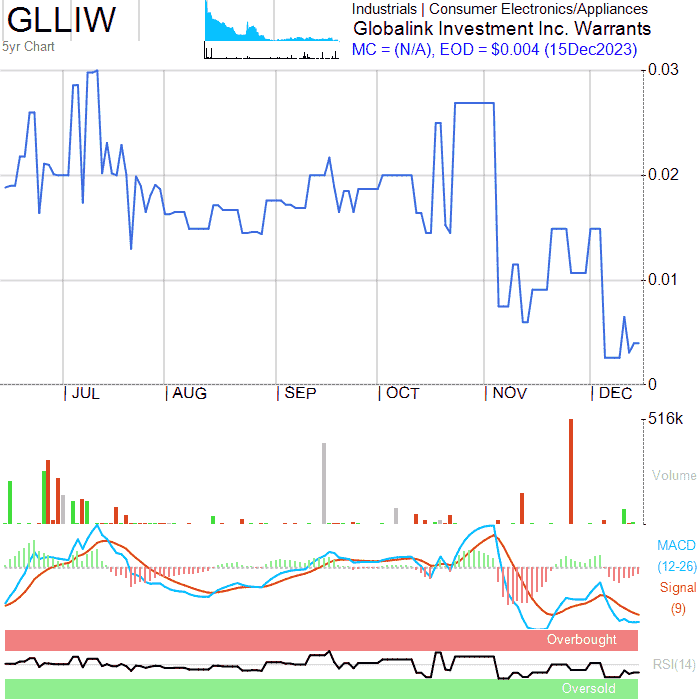 GLLIW
5yr Chart
Industrials | Consumer Electronics/Appliances
Globalink Investment Inc. Warrants
MC = (N/A), EOD = $0.004 (15Dec2023)
0.03
0.02
0.01
0
JUL AUG SEP OCT NOV DEC
516k
Volume
MACD
(12-26)
Signal
(9)
Overbought
RSI(14)
Oversold